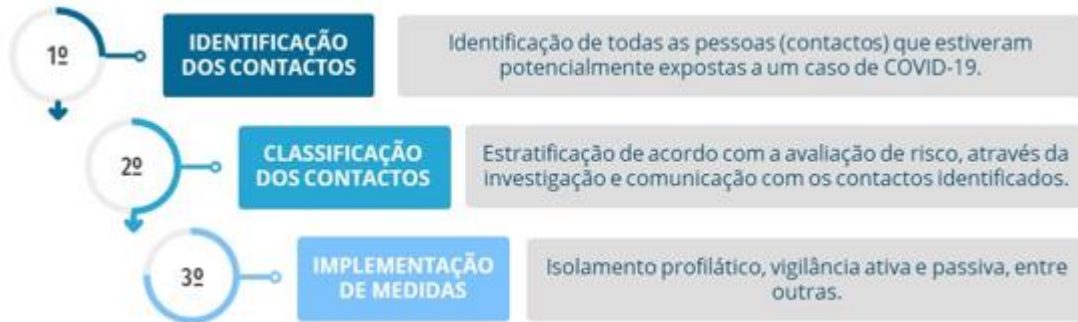 1º
IDENTIFICAÇÃO
DOS CONTACTOS
Identificação de todas as pessoas (contactos) que estiveram
potencialmente expostas a um caso de COVID-19.
2º
CLASSIFICAÇÃO
DOS CONTACTOS
Estratificação de acordo com a avaliação de risco, através da
investigação e comunicação com os contactos identificados.
3º
IMPLEMENTAÇÃO
DE MEDIDAS
Isolamento profilático, vigilância ativa e passiva, entre
outras.